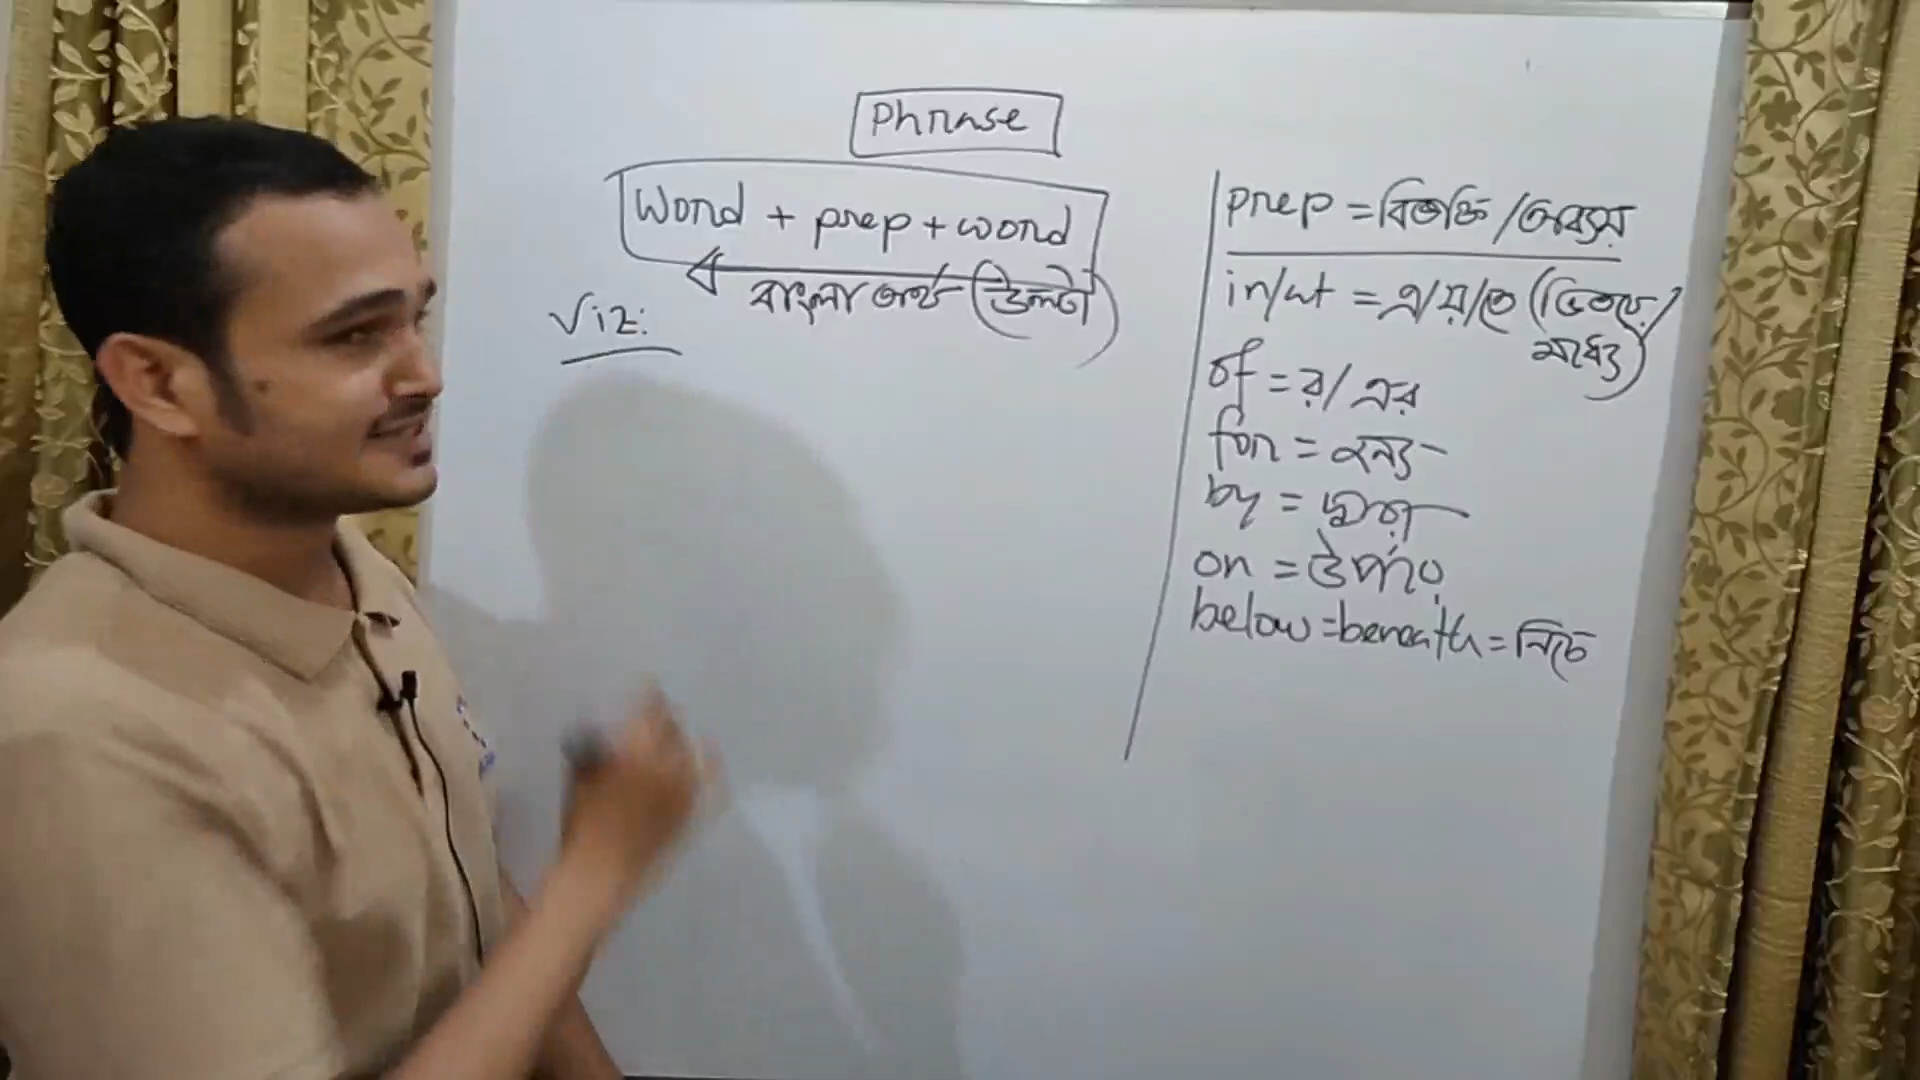 Phrase
word + prep + word
বাংলা অর্থ (উল্টা)
Viz:
prep = বিভক্তি / অব্যয়
in/at = এ/য়/তে (ভিতরে/
মধ্যে)
of = র/ এর
for = জন্য
by = দ্বারা
on = উপরে
below = beneath = নিচে